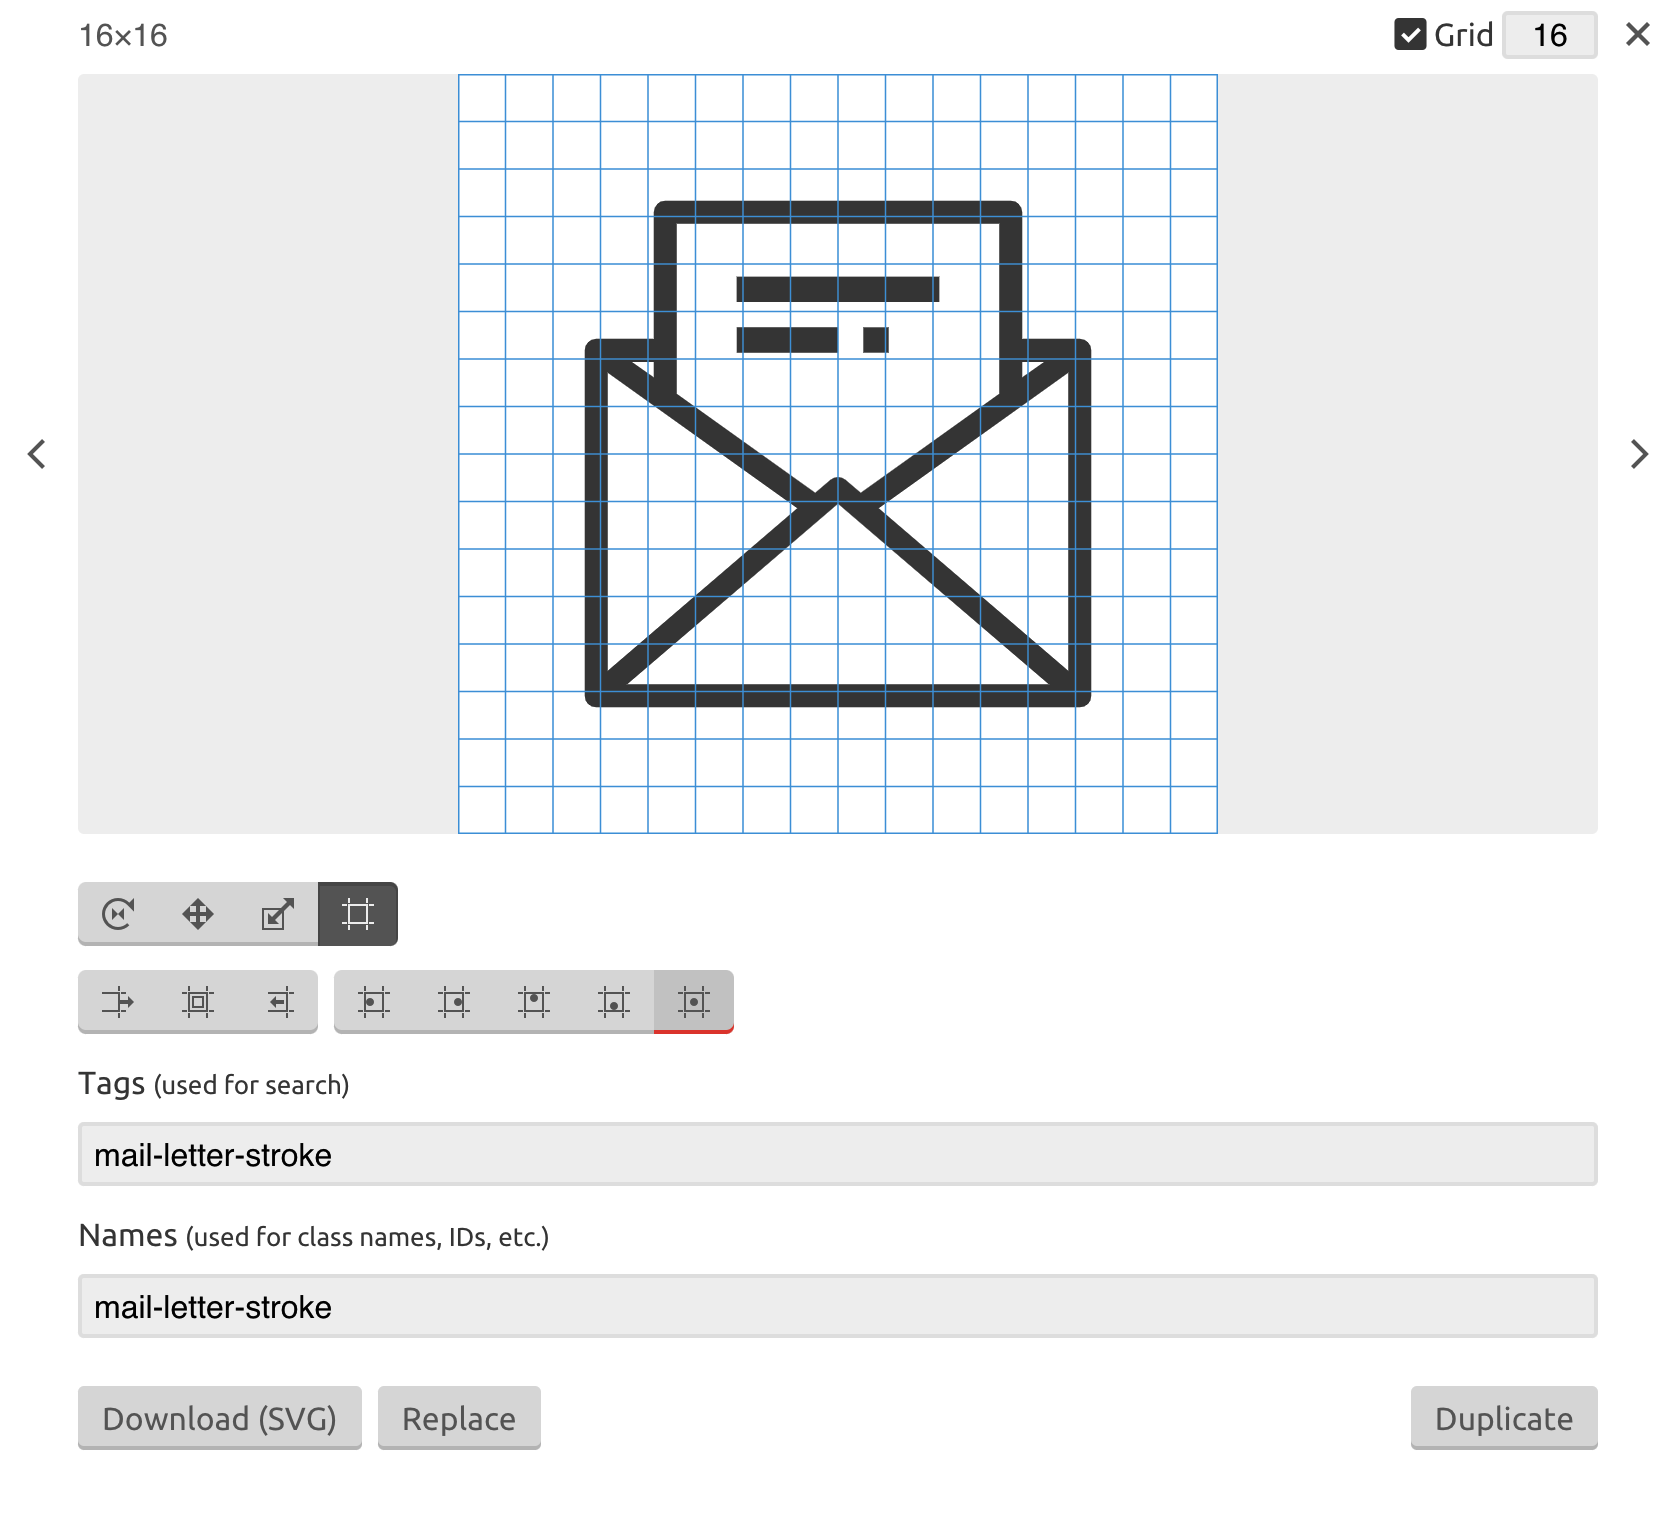 16×16
Grid 16
Tags (used for search)
mail-letter-stroke
Names (used for class names, IDs, etc.)
mail-letter-stroke
Download (SVG) Replace Duplicate